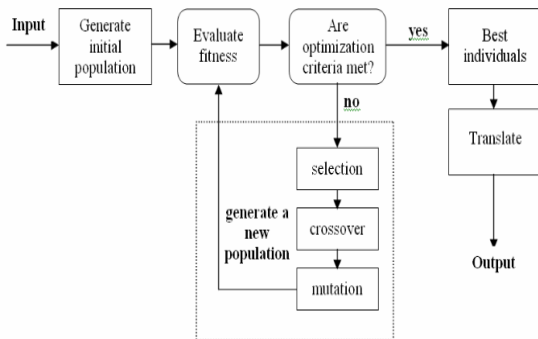 Input
Generate
initial
population
Evaluate
fitness
Are
optimization
criteria met?
yes
Best
individuals
no
Translate
selection
generate a
new
population
crossover
mutation
Output